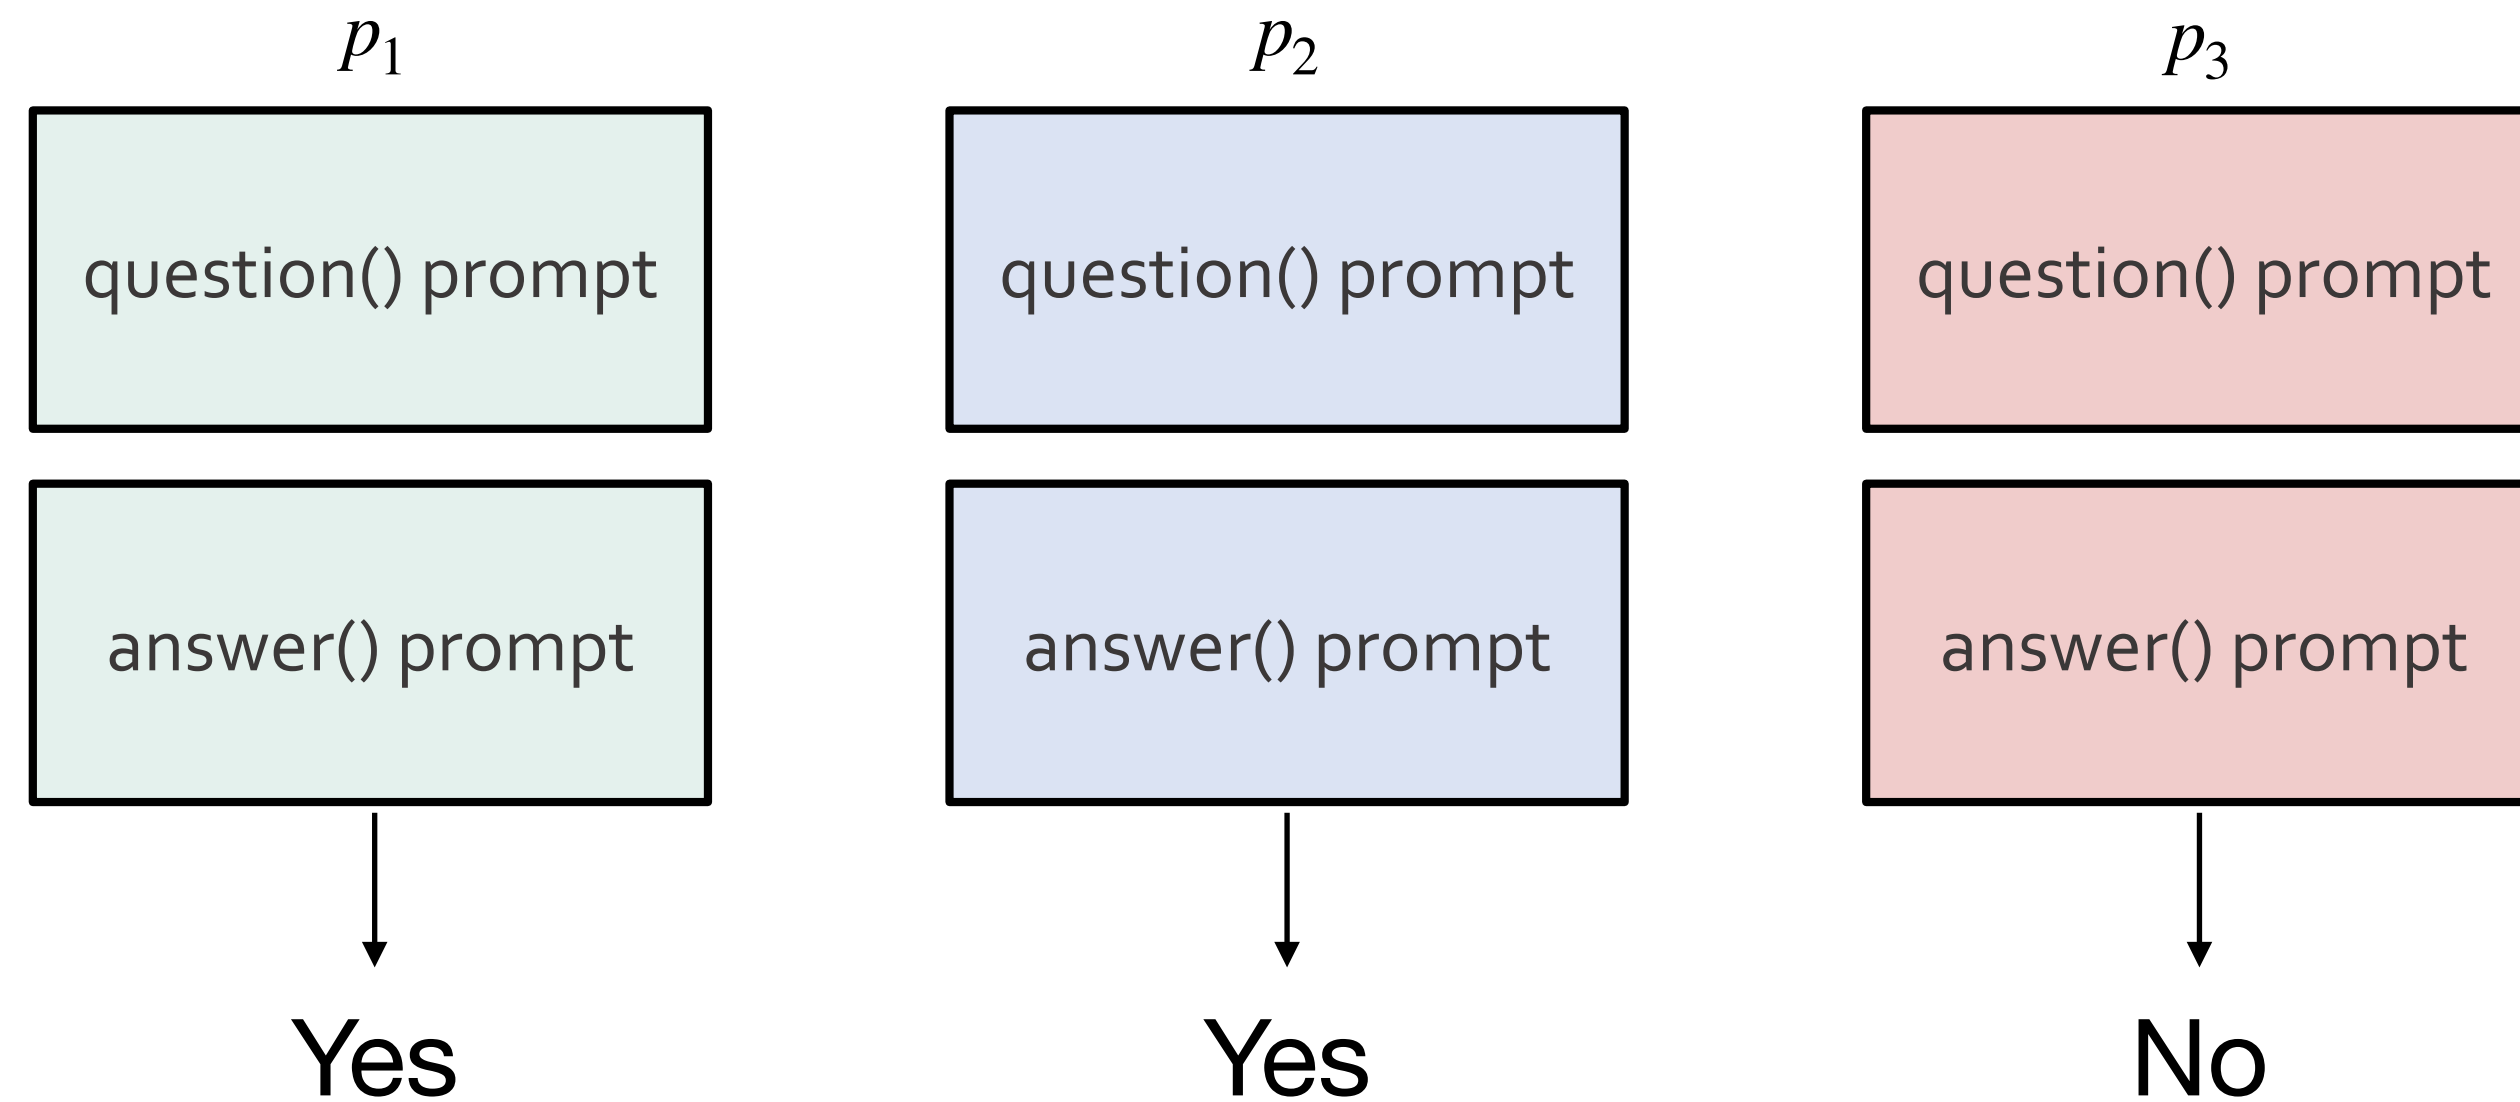 p1 p2 p3
question() prompt question() prompt question() prompt
answer() prompt answer() prompt answer() prompt
Yes Yes No